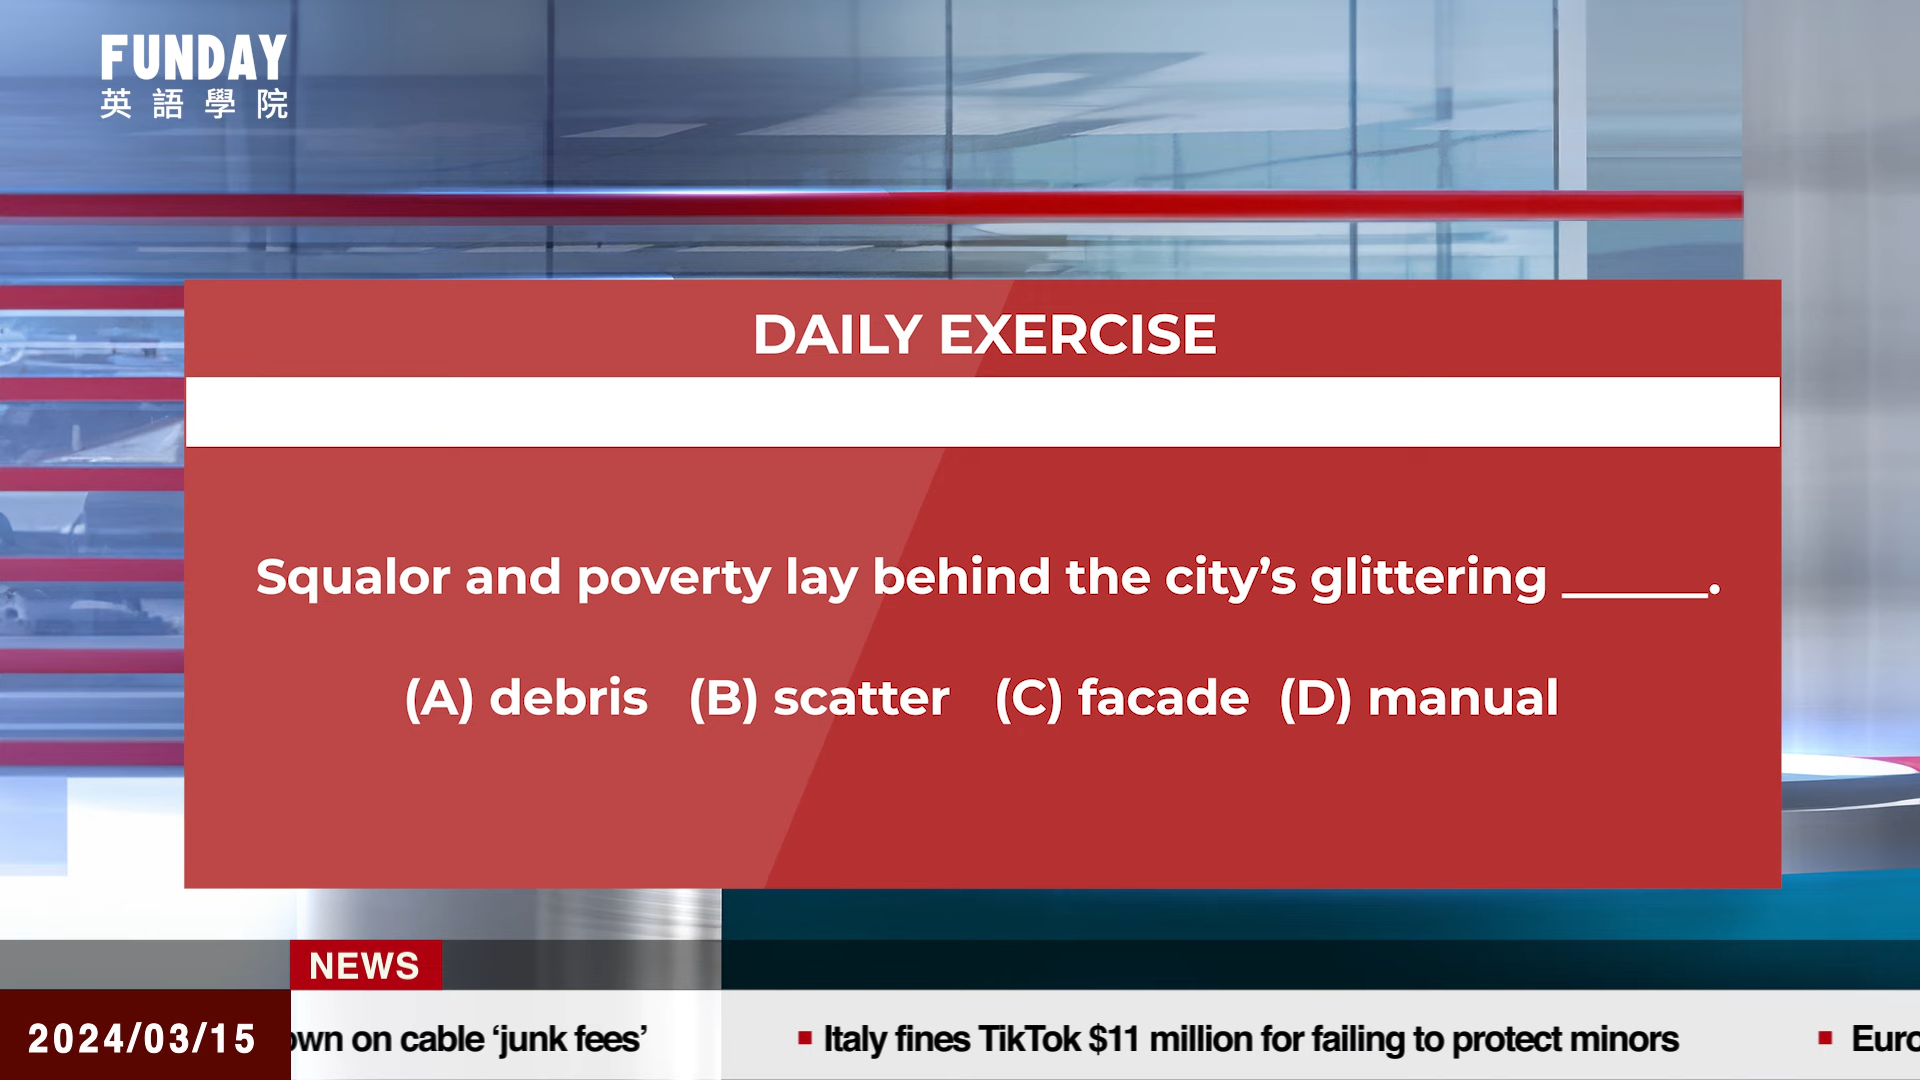 FUNDAY
英語學院
DAILY EXERCISE
Squalor and poverty lay behind the city’s glittering ______.
(A) debris (B) scatter (C) facade (D) manual
NEWS
2024/03/15
on cable ‘junk fees’
Italy fines TikTok $11 million for failing to protect minors